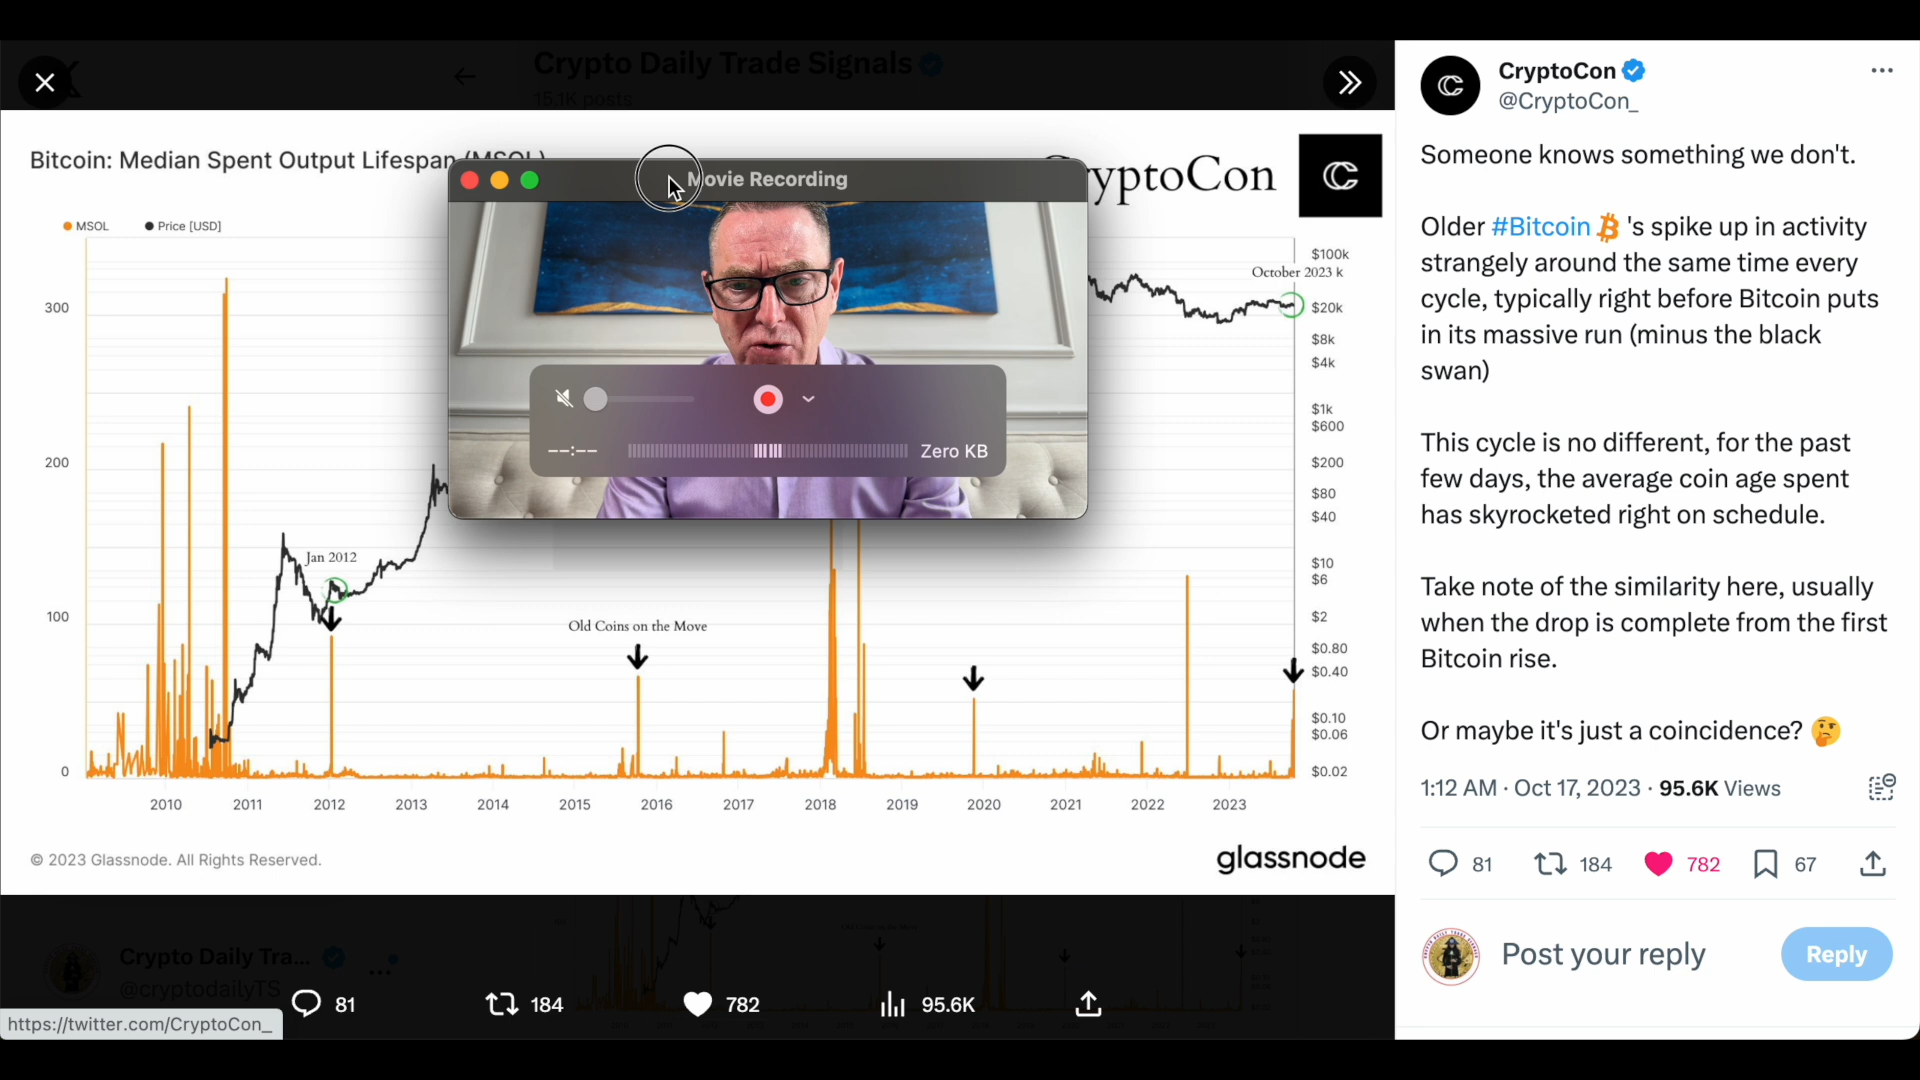 Crypto Daily Trade Signals
15.1K posts
Bitcoin: Median Spent Output Lifespan (MSOL)
MSOL
Price [USD]
Movie Recording
Zero KB
--:--
yptoCon
October 2023 k
Jan 2012
Old Coins on the Move
300
200
100
0
$100k
$20k
$8k
$4k
$1k
$600
$200
$80
$40
$10
$6
$2
$0.80
$0.40
$0.10
$0.06
$0.02
2010 2011 2012 2013 2014 2015 2016 2017 2018 2019 2020 2021 2022 2023
© 2023 Glassnode. All Rights Reserved.
glassnode
Crypto Daily Tra...
@cryptodailyTS
81 184 782 95.6K
https://twitter.com/CryptoCon_
CryptoCon
@CryptoCon_
Someone knows something we don't.
Older #Bitcoin 's spike up in activity
strangely around the same time every
cycle, typically right before Bitcoin puts
in its massive run (minus the black
swan)
This cycle is no different, for the past
few days, the average coin age spent
has skyrocketed right on schedule.
Take note of the similarity here, usually
when the drop is complete from the first
Bitcoin rise.
Or maybe it's just a coincidence? 🤔
1:12 AM · Oct 17, 2023 · 95.6K Views
81 184 782 67
Post your reply
Reply